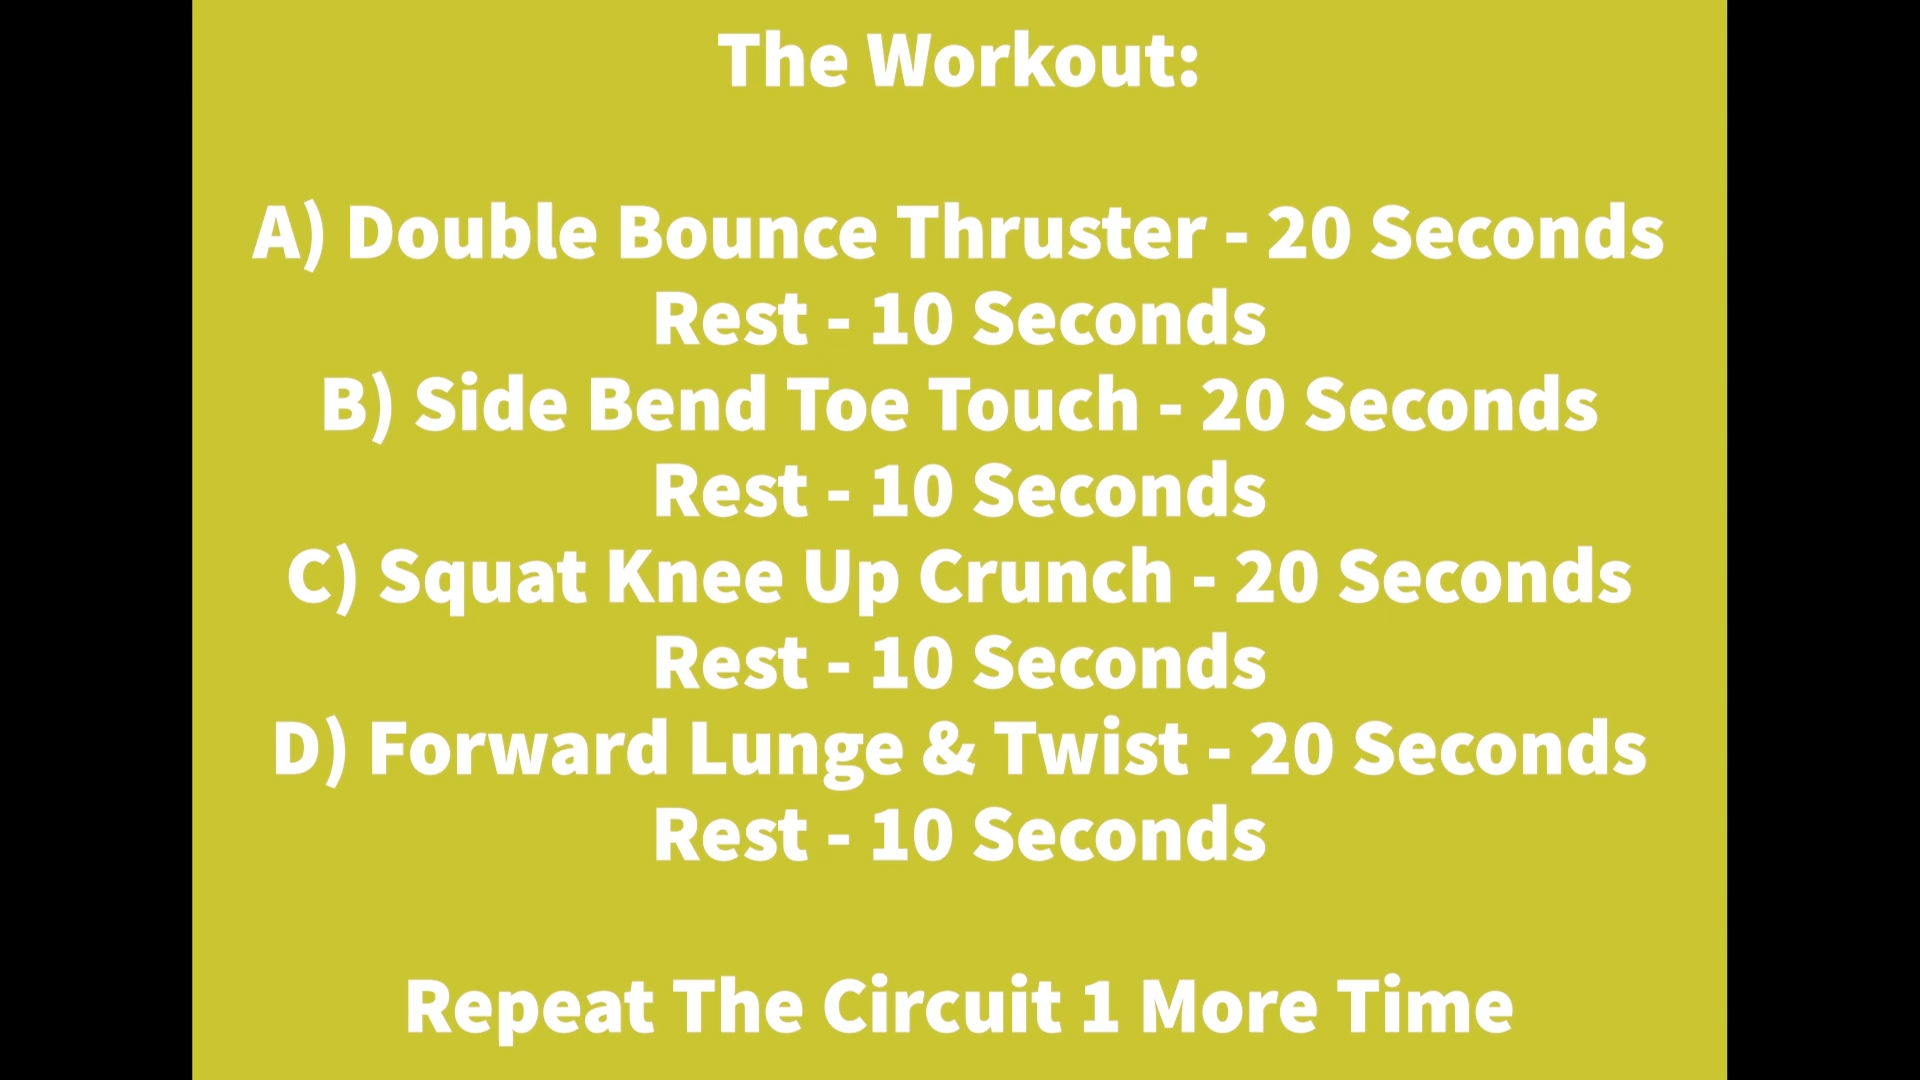 The Workout:
A) Double Bounce Thruster - 20 Seconds
Rest - 10 Seconds
B) Side Bend Toe Touch - 20 Seconds
Rest - 10 Seconds
C) Squat Knee Up Crunch - 20 Seconds
Rest - 10 Seconds
D) Forward Lunge & Twist - 20 Seconds
Rest - 10 Seconds
Repeat The Circuit 1 More Time